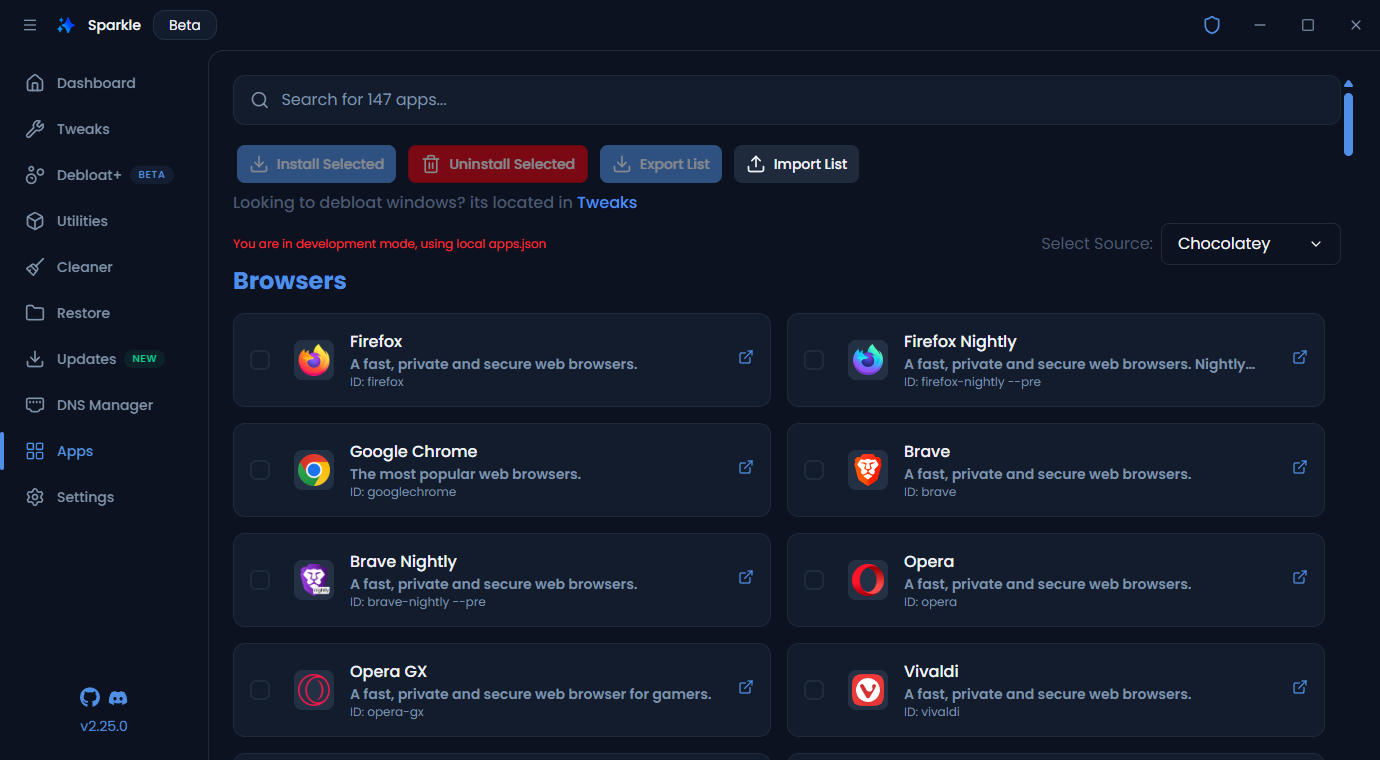 Sparkle Beta
Dashboard
Tweaks
Debloat+ BETA
Utilities
Cleaner
Restore
Updates NEW
DNS Manager
Apps
Settings
v2.25.0
Search for 147 apps...
Install Selected Uninstall Selected Export List Import List
Looking to debloat windows? its located in Tweaks
You are in development mode, using local apps.json
Select Source: Chocolatey
Browsers
Firefox
A fast, private and secure web browsers.
ID: firefox
Firefox Nightly
A fast, private and secure web browsers. Nightly...
ID: firefox-nightly --pre
Google Chrome
The most popular web browsers.
ID: googlechrome
Brave
A fast, private and secure web browsers.
ID: brave
Nightly
Brave Nightly
A fast, private and secure web browsers.
ID: brave-nightly --pre
Opera
A fast, private and secure web browsers.
ID: opera
Opera GX
A fast, private and secure web browser for gamers.
ID: opera-gx
Vivaldi
A fast, private and secure web browsers.
ID: vivaldi